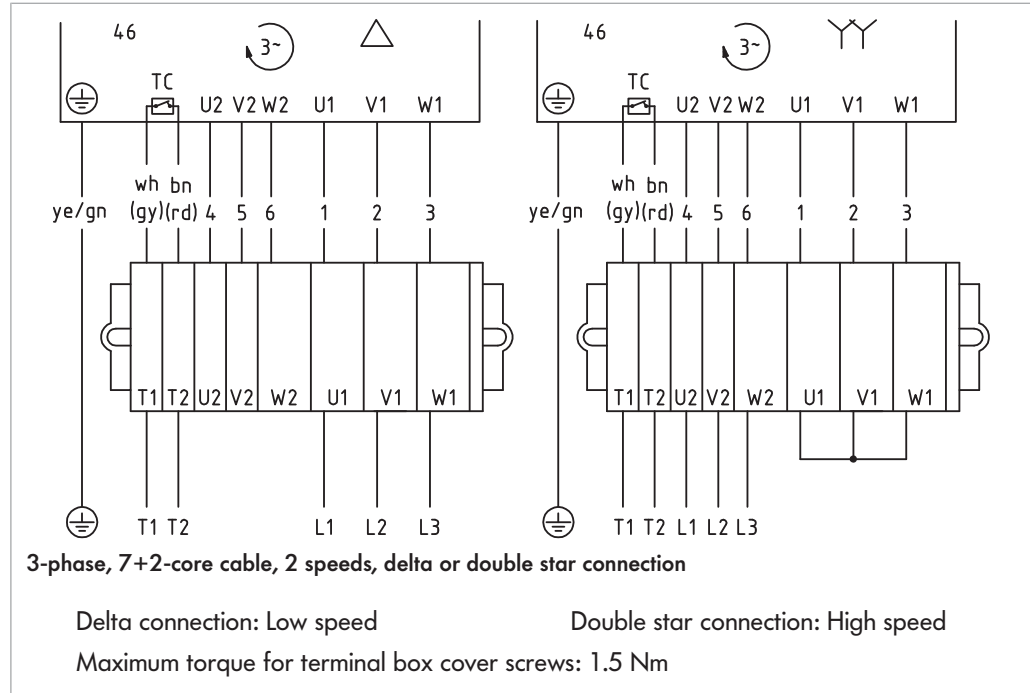 46 3~ 46 3~
TC TC
U2 V2 W2 U1 V1 W1 U2 V2 W2 U1 V1 W1
wh bn wh bn
ye/gn (gy)(rd) 4 5 6 1 2 3 ye/gn (gy)(rd) 4 5 6 1 2 3
T1 T2 U2 V2 W2 U1 V1 W1 T1 T2 U2 V2 W2 U1 V1 W1
T1 T2 L1 L2 L3 T1 T2 L1 L2 L3
3-phase, 7+2-core cable, 2 speeds, delta or double star connection
Delta connection: Low speed Double star connection: High speed
Maximum torque for terminal box cover screws: 1.5 Nm